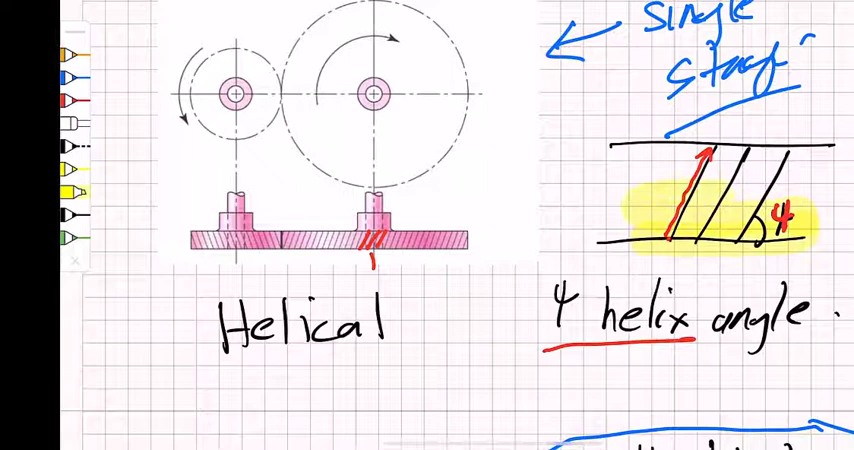 single
stage
ψ
Helical
ψ helix angle.